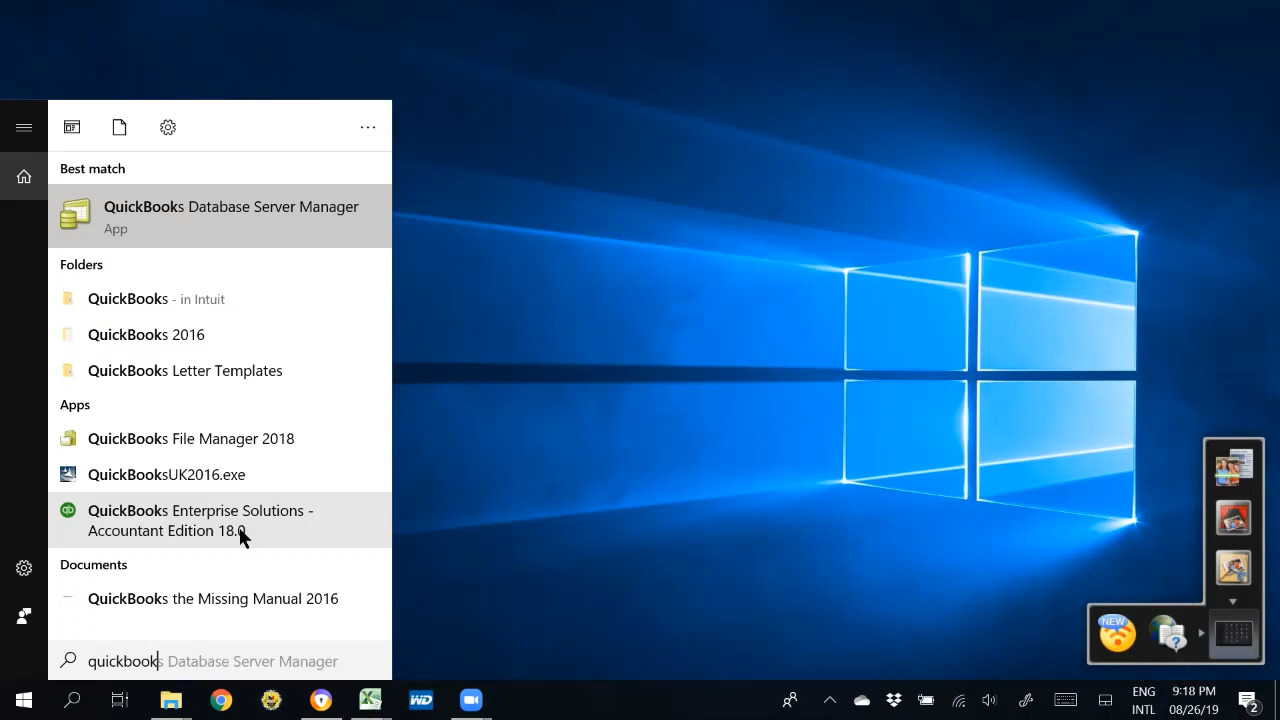 Best match
QuickBooks Database Server Manager
App
Folders
QuickBooks - in Intuit
QuickBooks 2016
QuickBooks Letter Templates
Apps
QuickBooks File Manager 2018
QuickBooksUK2016.exe
QuickBooks Enterprise Solutions -
Accountant Edition 18.0
Documents
QuickBooks the Missing Manual 2016
quickbooks Database Server Manager
NEW
WD
ENG
INTL
9:18 PM
08/26/19
2